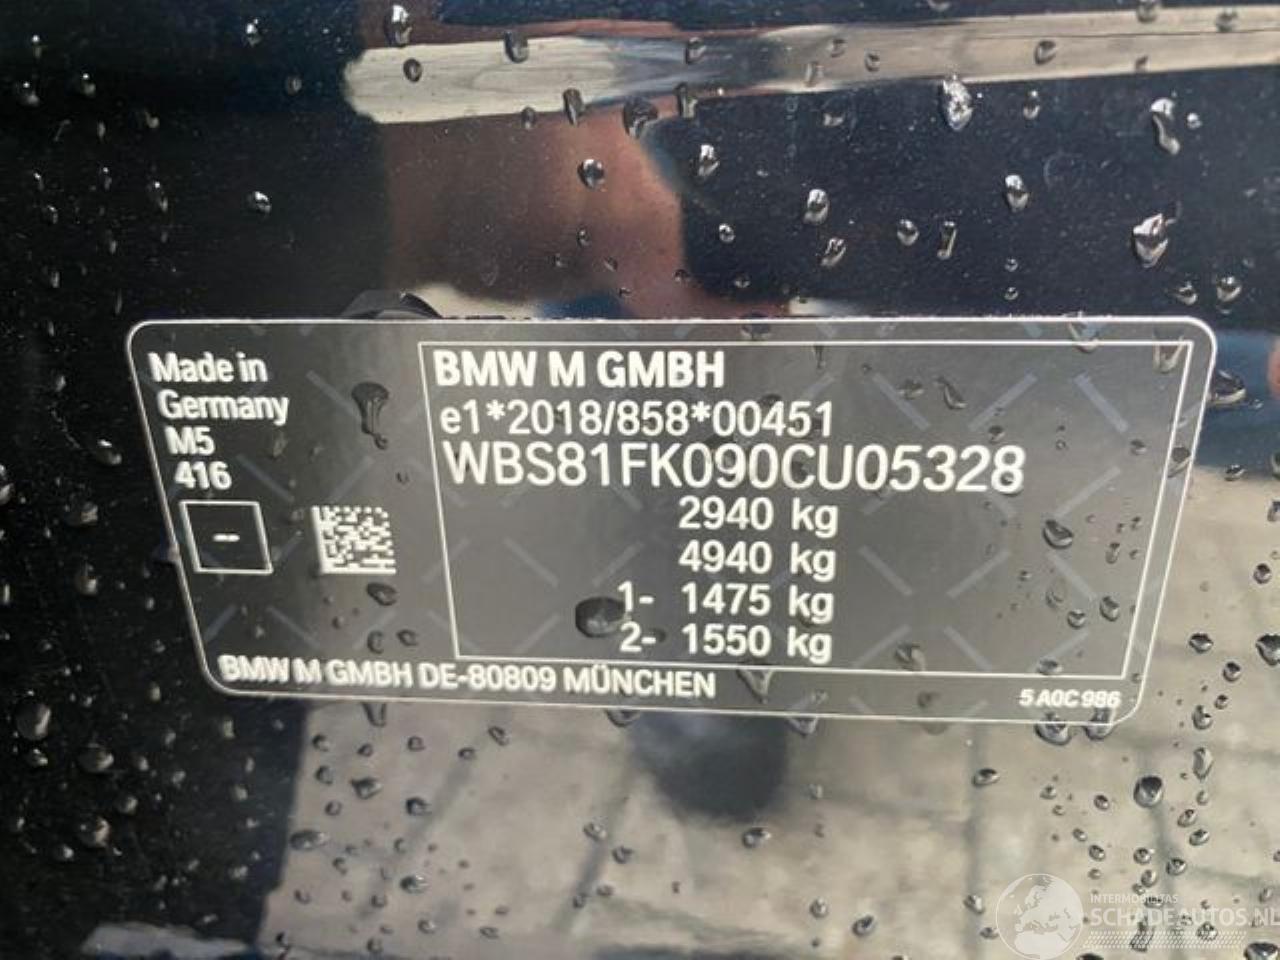 Made in
Germany
M5
416
--
BMW M GMBH
e1*2018/858*00451
WBS81FK090CU05328
2940 kg
4940 kg
1- 1475 kg
2- 1550 kg
BMW M GMBH DE-80809 MÜNCHEN
5 A0C 986
INTERMOBILITAS
SCHADEAUTOS.NL